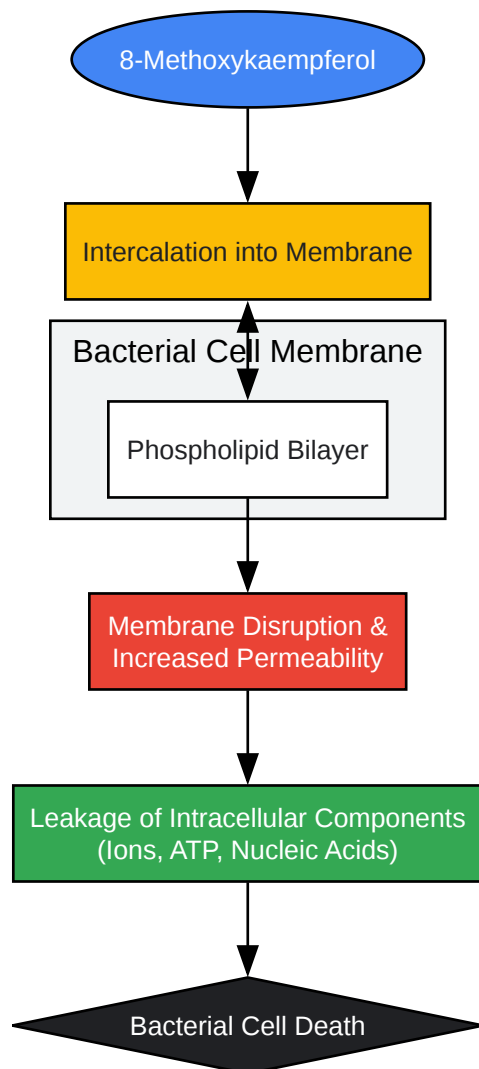 8-Methoxykaempferol
Intercalation into Membrane
Bacterial Cell Membrane
Phospholipid Bilayer
Membrane Disruption &
Increased Permeability
Leakage of Intracellular Components
(Ions, ATP, Nucleic Acids)
Bacterial Cell Death